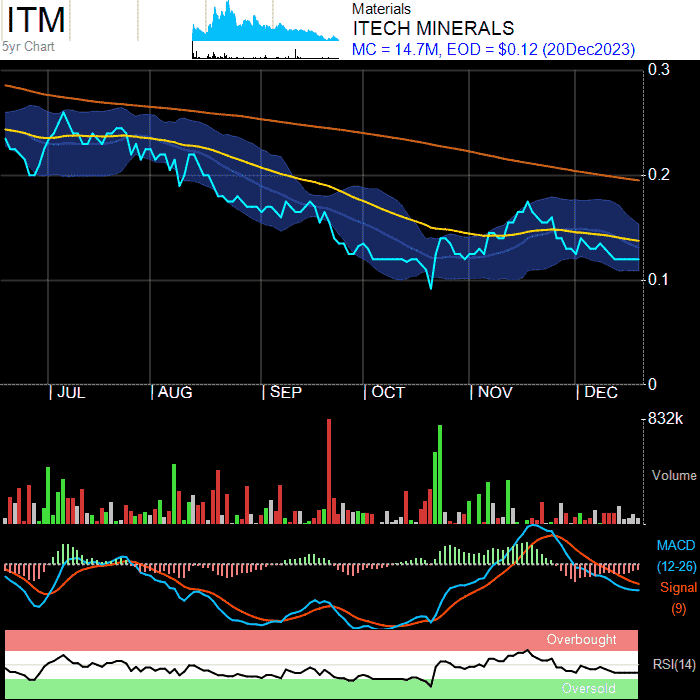 ITM
5yr Chart
Materials
ITECH MINERALS
MC = 14.7M, EOD = $0.12 (20Dec2023)
0.3
0.2
0.1
0
| JUL
| AUG
| SEP
| OCT
| NOV
| DEC
832k
Volume
MACD
(12-26)
Signal
(9)
Overbought
RSI(14)
Oversold